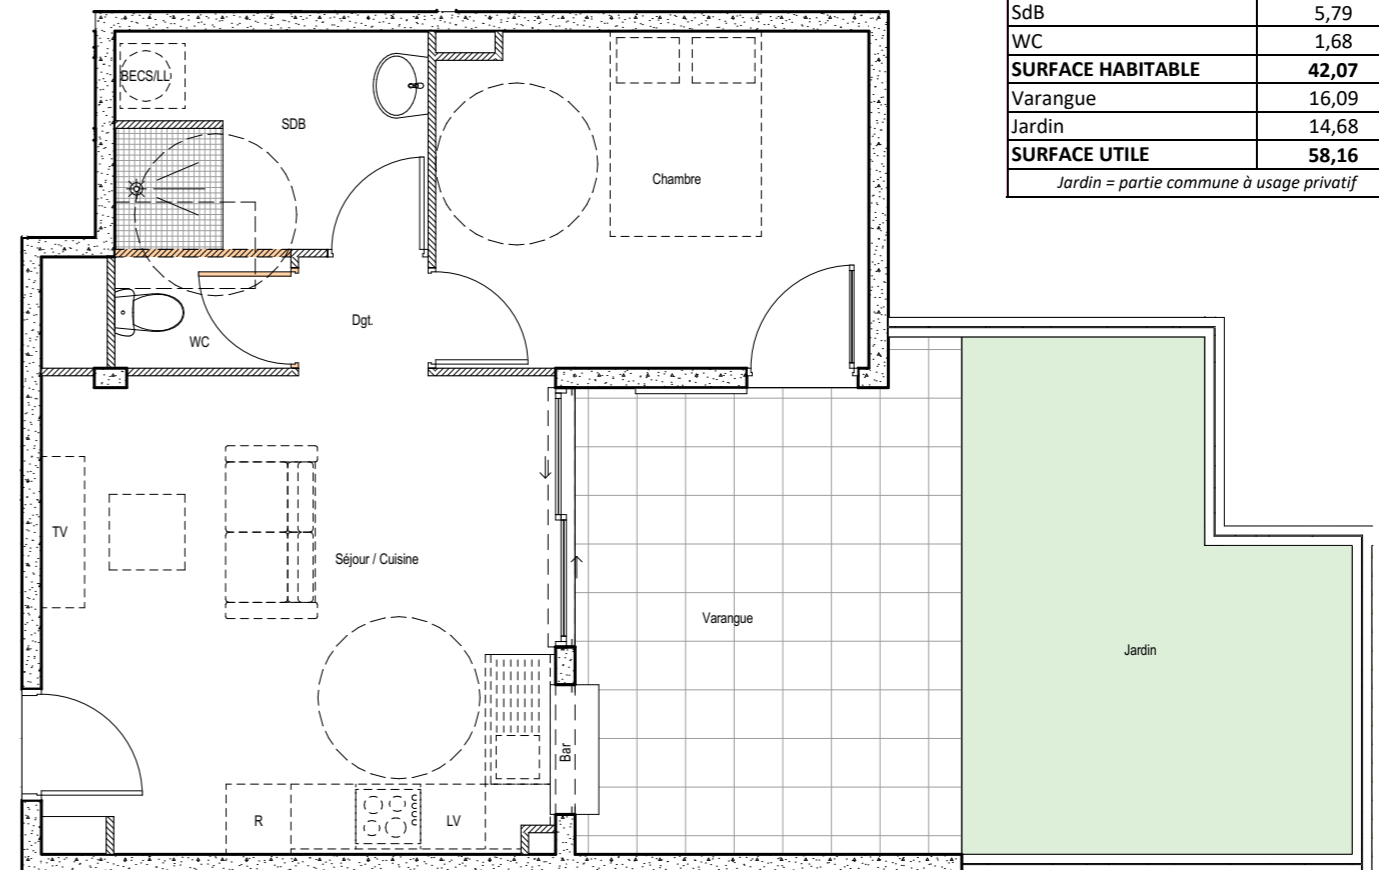 SdB 5,79
WC 1,68
SURFACE HABITABLE 42,07
Varangue 16,09
Jardin 14,68
SURFACE UTILE 58,16
Jardin = partie commune à usage privatif
BECS/LL
SDB
Chambre
WC
Dgt.
TV
Séjour / Cuisine
Varangue
Jardin
Bar
R
LV